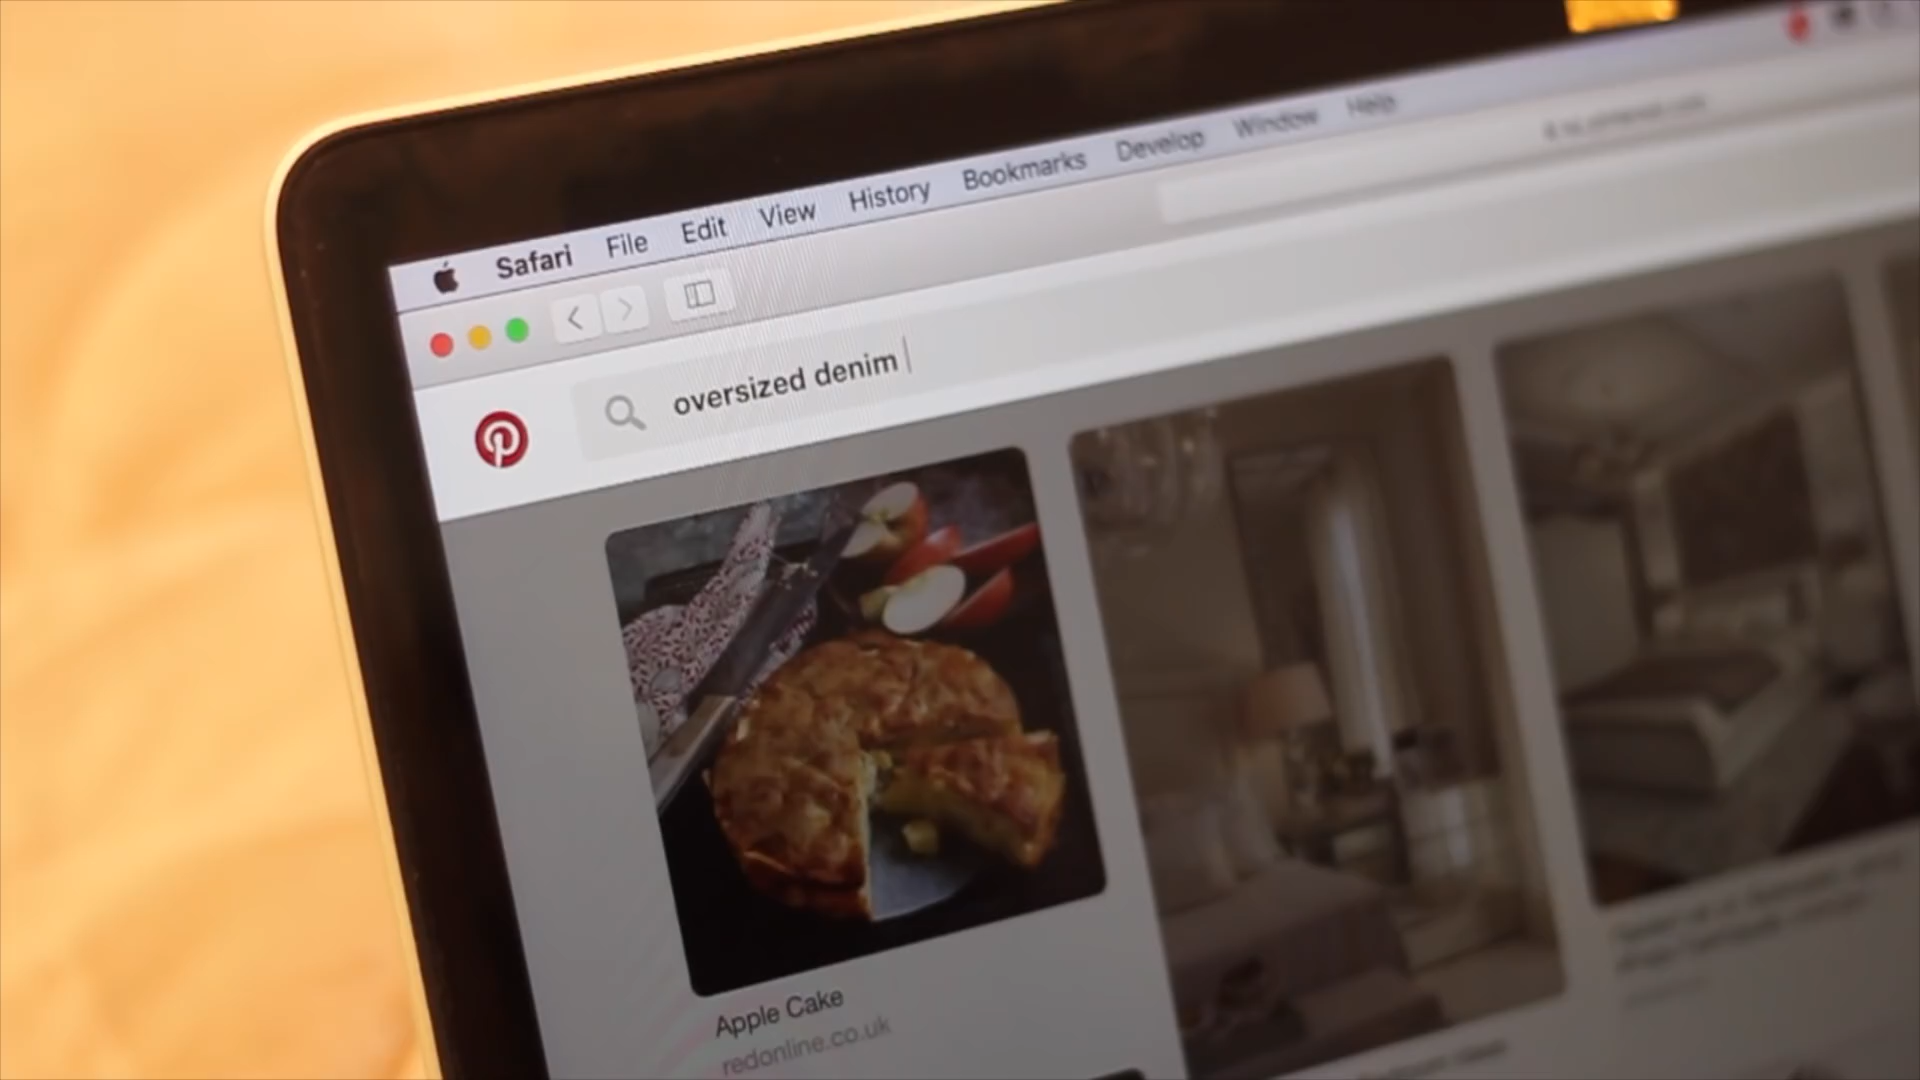 Safari File Edit View History Bookmarks Develop Window Help
oversized denim
Apple Cake
redonline.co.uk